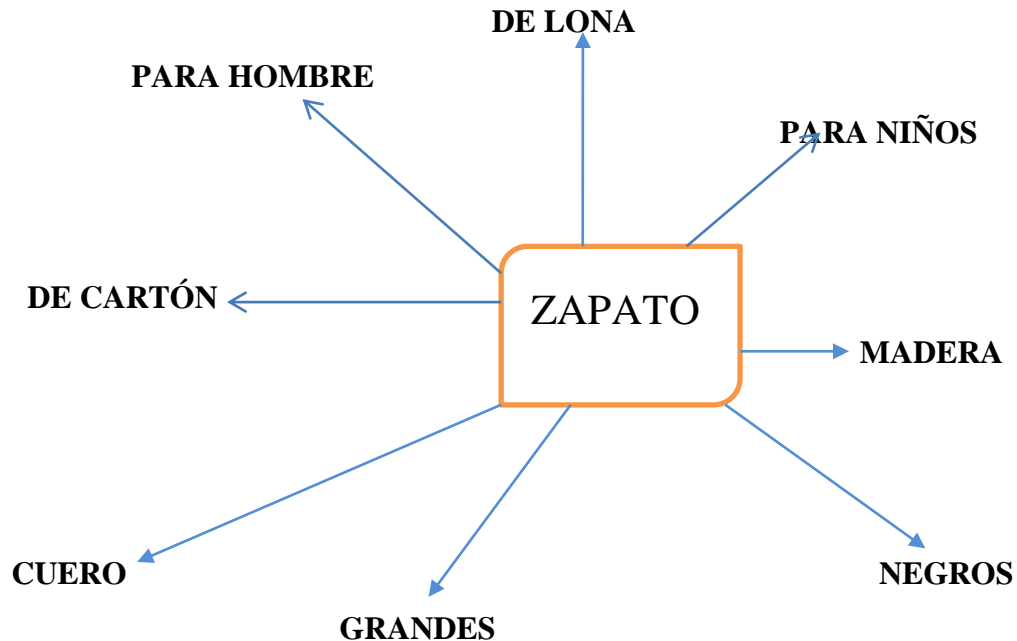 DE LONA
PARA HOMBRE
PARA NIÑOS
DE CARTÓN
ZAPATO
MADERA
CUERO
NEGROS
GRANDES